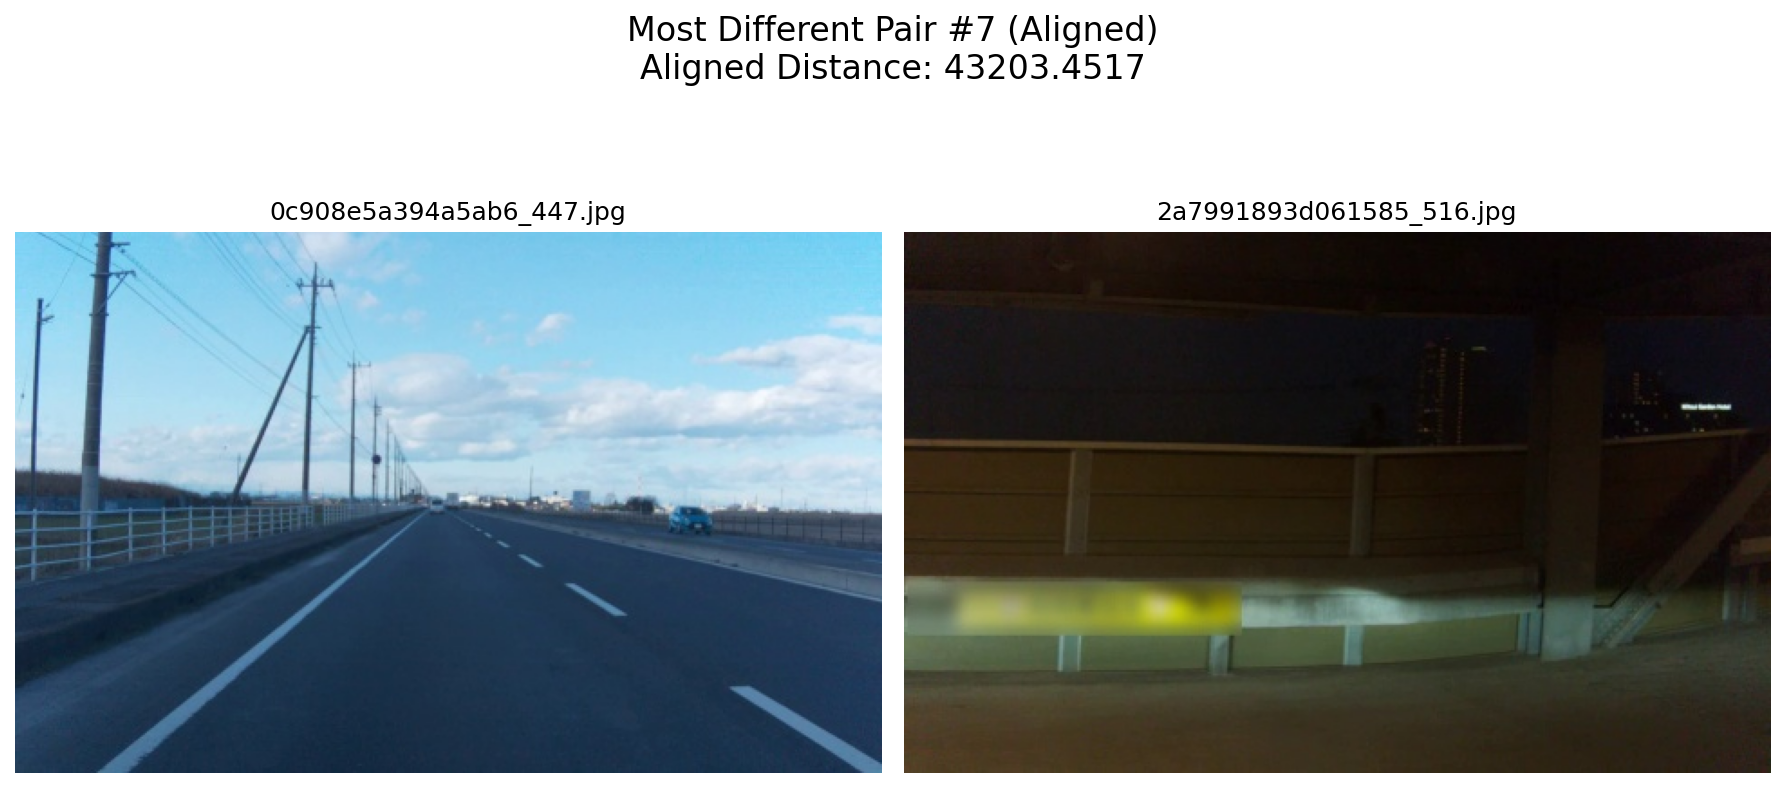 Most Different Pair #7 (Aligned)
Aligned Distance: 43203.4517
0c908e5a394a5ab6_447.jpg
2a7991893d061585_516.jpg